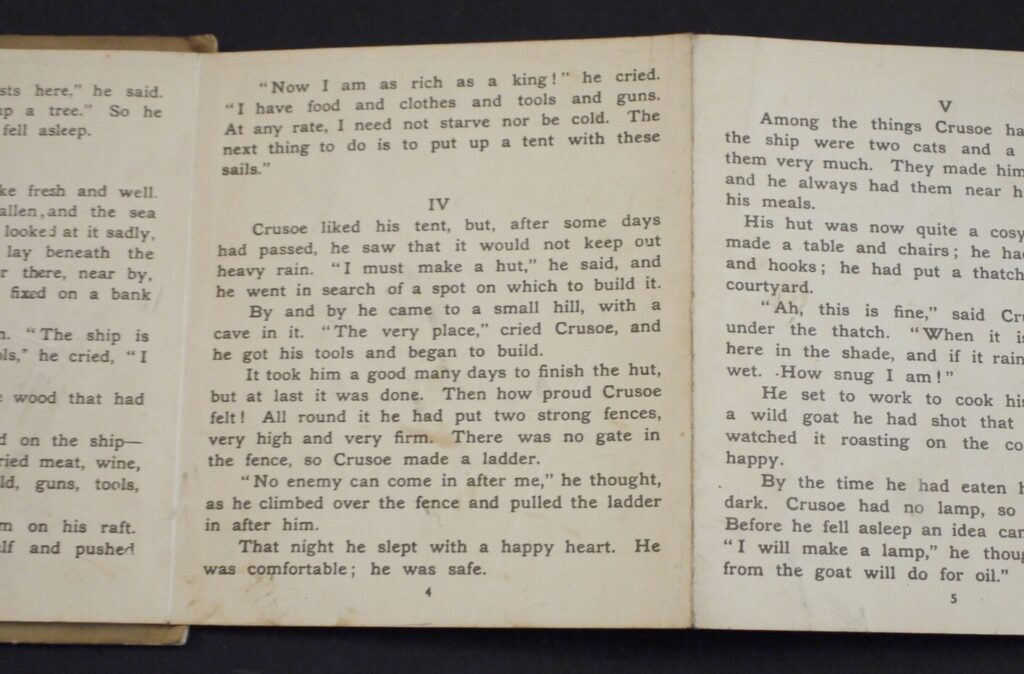 sts here," he said.
up a tree." So he
fell asleep.
ke fresh and well.
allen, and the sea
looked at it sadly,
lay beneath the
r there, near by,
fixed on a bank
n. "The ship is
ols," he cried, "I
e wood that had
d on the ship—
ried meat, wine,
ld, guns, tools,
m on his raft.
elf and pushed
"Now I am as rich as a king!" he cried.
"I have food and clothes and tools and guns.
At any rate, I need not starve nor be cold. The
next thing to do is to put up a tent with these
sails."
IV
Crusoe liked his tent, but, after some days
had passed, he saw that it would not keep out
heavy rain. "I must make a hut," he said, and
he went in search of a spot on which to build it.
By and by he came to a small hill, with a
cave in it. "The very place," cried Crusoe, and
he got his tools and began to build.
It took him a good many days to finish the hut,
but at last it was done. Then how proud Crusoe
felt! All round it he had put two strong fences,
very high and very firm. There was no gate in
the fence, so Crusoe made a ladder.
"No enemy can come in after me," he thought,
as he climbed over the fence and pulled the ladder
in after him.
That night he slept with a happy heart. He
was comfortable; he was safe.
4
V
Among the things Crusoe ha
the ship were two cats and a
them very much. They made him
and he always had them near h
his meals.
His hut was now quite a cosy
made a table and chairs; he had
and hooks; he had put a thatch
courtyard.
"Ah, this is fine," said Cru
under the thatch. "When it is
here in the shade, and if it rain
wet. How snug I am!"
He set to work to cook his
a wild goat he had shot that
watched it roasting on the co
happy.
By the time he had eaten h
dark. Crusoe had no lamp, so
Before he fell asleep an idea cam
"I will make a lamp," he thoug
from the goat will do for oil."
5